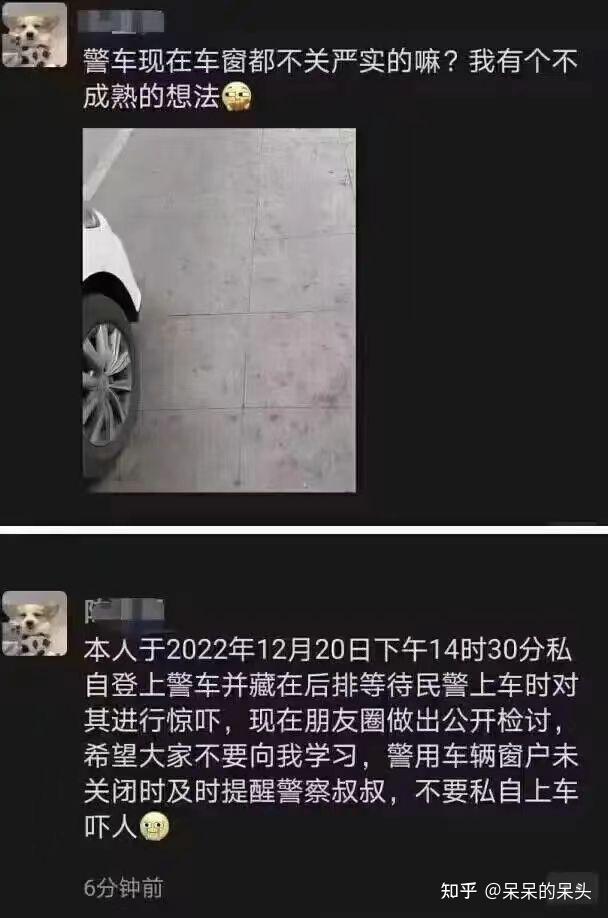 警车现在车窗都不关严实的嘛？我有个不
成熟的想法
本人于2022年12月20日下午14时30分私
自登上警车并藏在后排等待民警上车时对
其进行惊吓，现在朋友圈做出公开检讨，
希望大家不要向我学习，警用车辆窗户未
关闭时及时提醒警察叔叔，不要私自上车
吓人
6分钟前
知乎 @呆呆的呆头